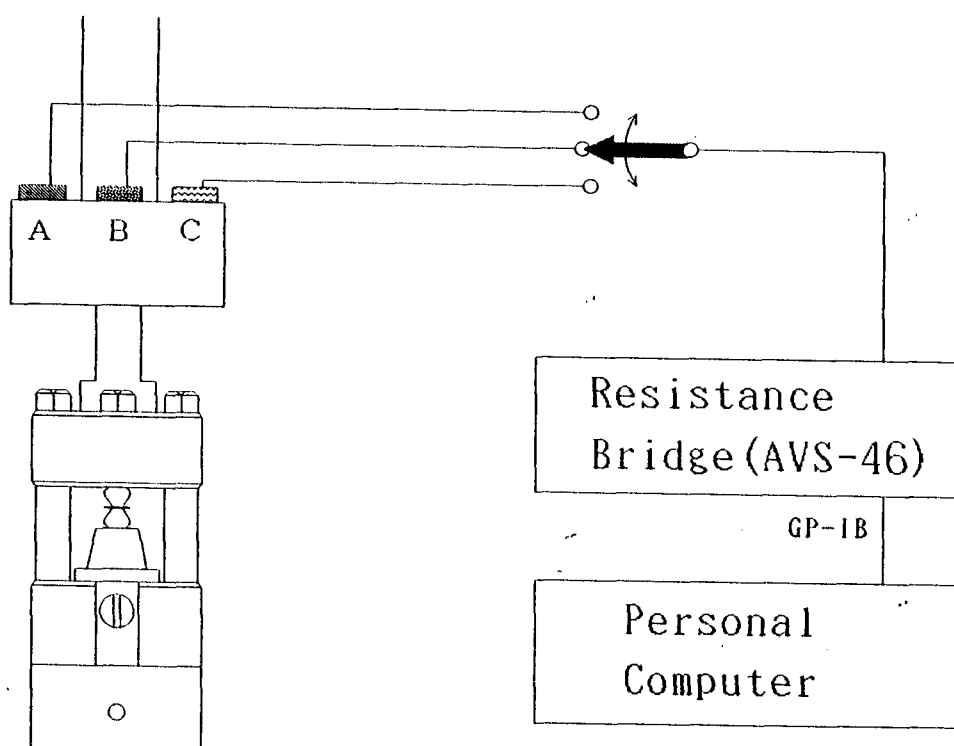 A B C
Resistance
Bridge(AVS-46)
GP-IB
Personal
Computer